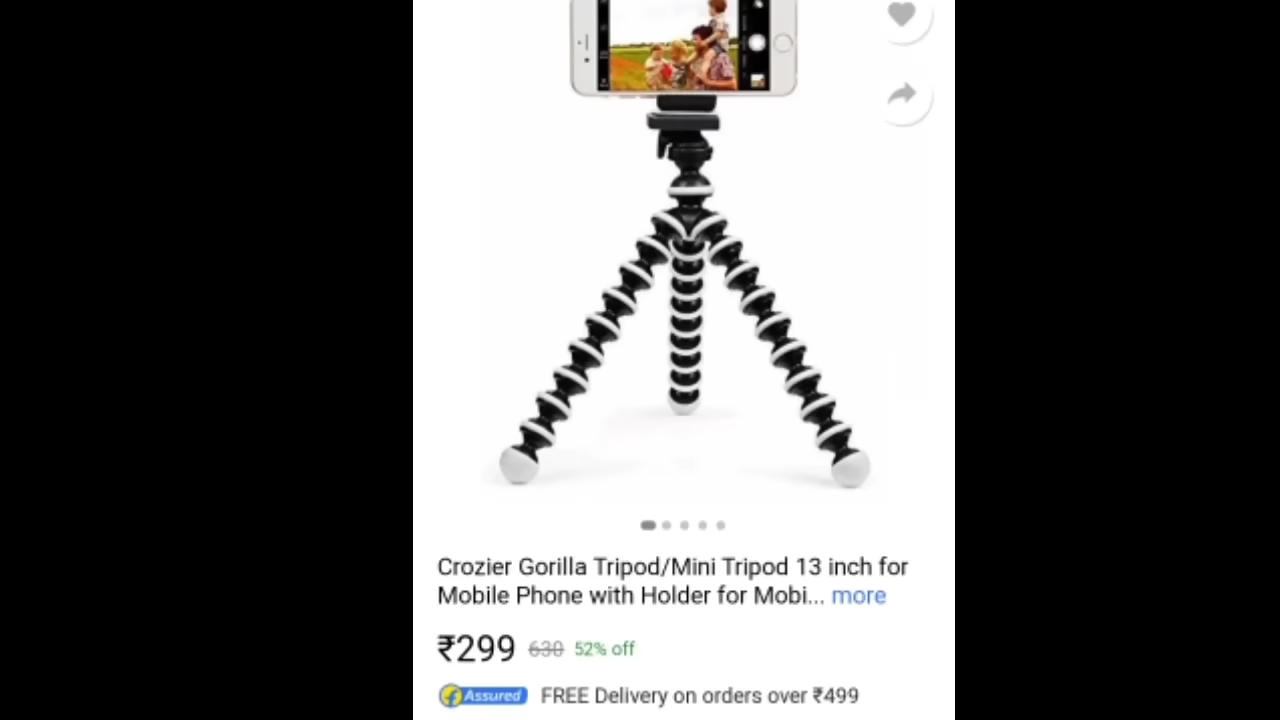 Crozier Gorilla Tripod/Mini Tripod 13 inch for
Mobile Phone with Holder for Mobi... more
₹299 630 52% off
f Assured FREE Delivery on orders over ₹499